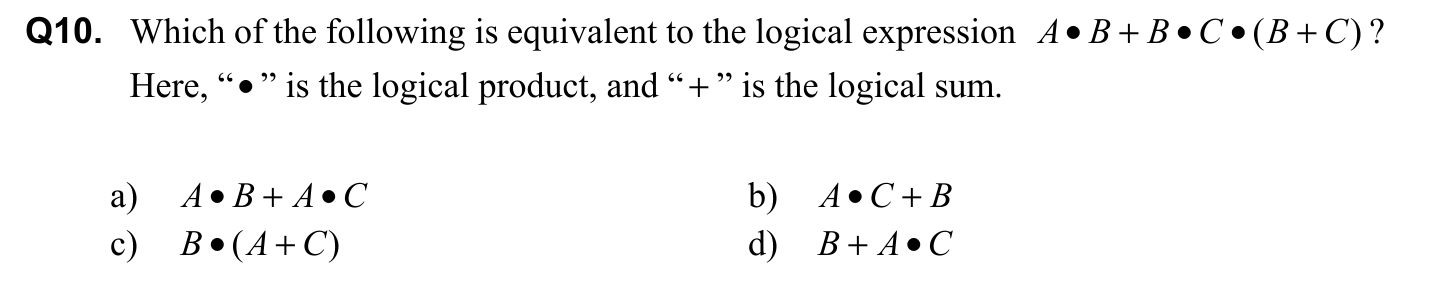 Q10. Which of the following is equivalent to the logical expression A●B+B●C●(B+C)?
Here, “●” is the logical product, and “+” is the logical sum.
a) A●B+A●C b) A●C+B
c) B●(A+C) d) B+A●C